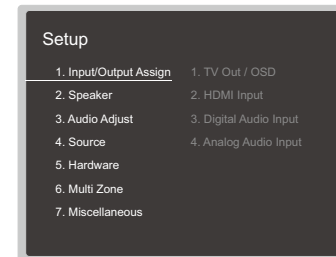 Setup
1. Input/Output Assign
2. Speaker
3. Audio Adjust
4. Source
5. Hardware
6. Multi Zone
7. Miscellaneous
1. TV Out / OSD
2. HDMI Input
3. Digital Audio Input
4. Analog Audio Input